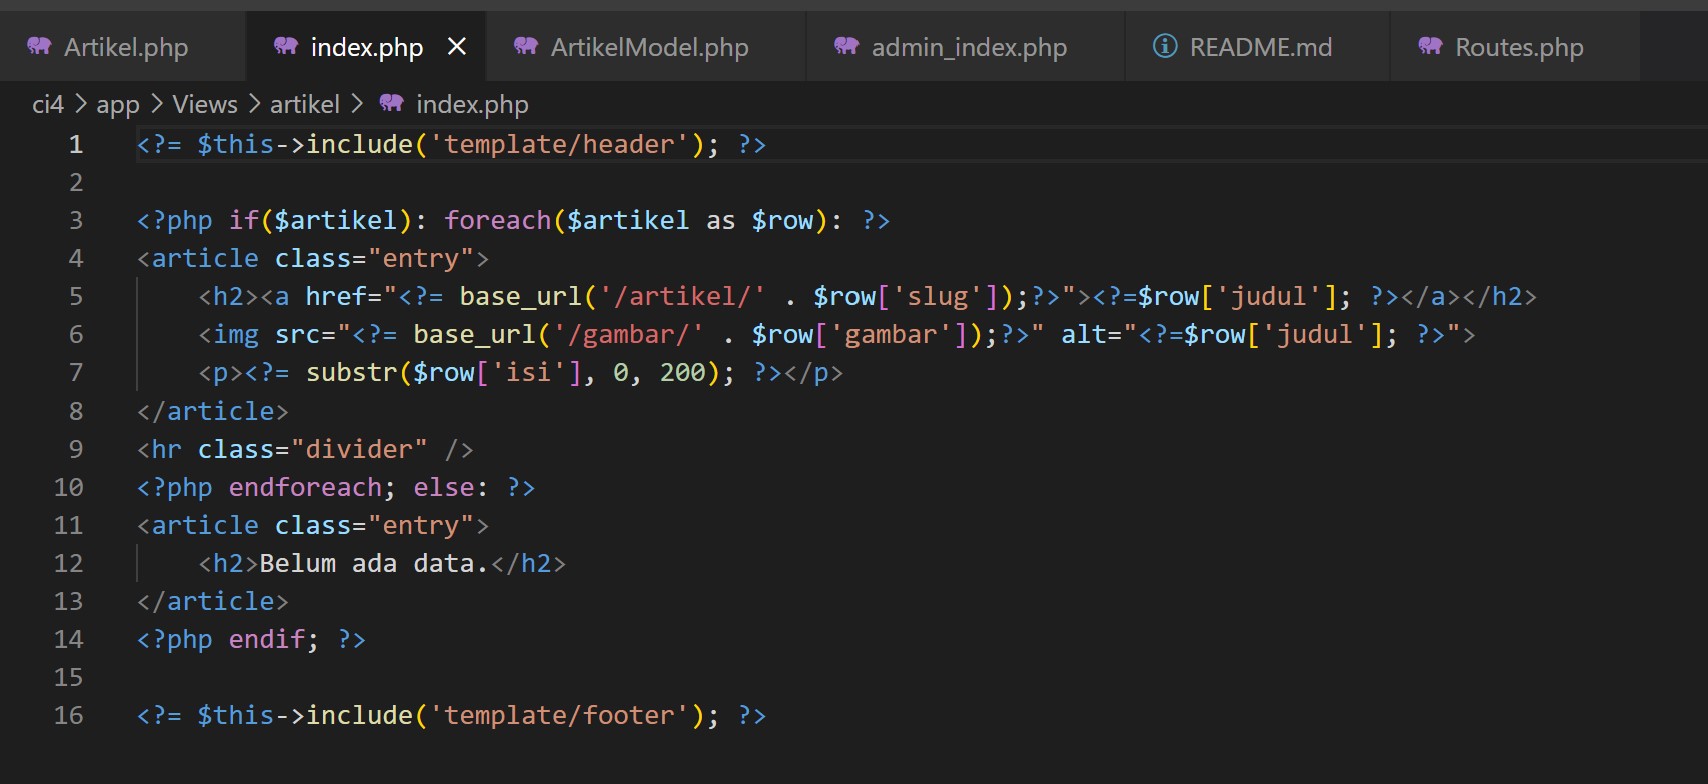 Artikel.php index.php × ArtikelModel.php admin_index.php README.md Routes.php
ci4 > app > Views > artikel > index.php
1 <?= $this->include('template/header'); ?>
2
3 <?php if($artikel): foreach($artikel as $row): ?>
4 <article class="entry">
5     <h2><a href="<?= base_url('/artikel/' . $row['slug']);?>"><?=$row['judul']; ?></a></h2>
6     <img src="<?= base_url('/gambar/' . $row['gambar']);?>" alt="<?=$row['judul']; ?>">
7     <p><?= substr($row['isi'], 0, 200); ?></p>
8 </article>
9 <hr class="divider" />
10 <?php endforeach; else: ?>
11 <article class="entry">
12     <h2>Belum ada data.</h2>
13 </article>
14 <?php endif; ?>
15
16 <?= $this->include('template/footer'); ?>